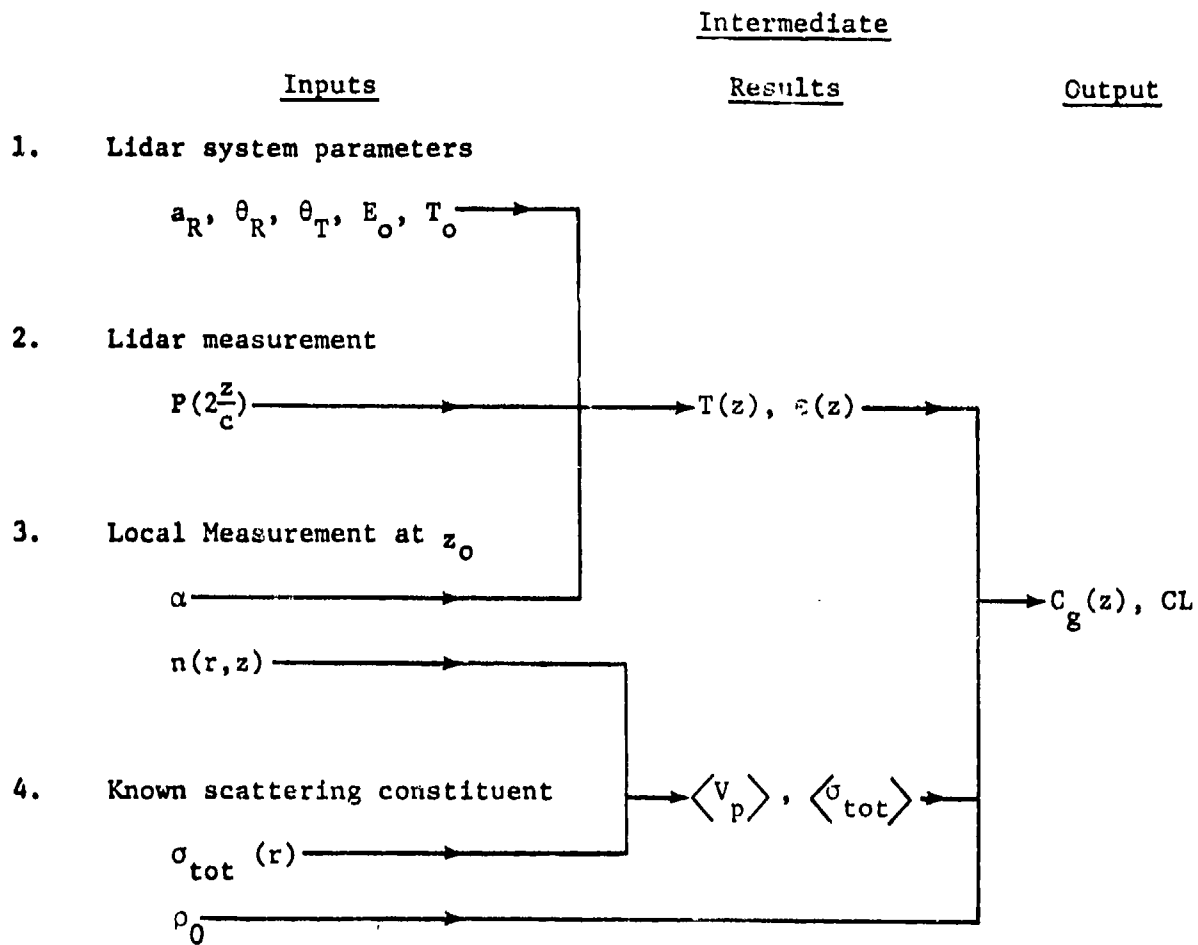 Intermediate
Inputs Results Output
1. Lidar system parameters
a_R, θ_R, θ_T, E_o, T_o
2. Lidar measurement
P(2z/c) T(z), ε(z)
3. Local Measurement at z_o
α
C_g(z), CL
n(r,z)
4. Known scattering constituent
⟨V_p⟩, ⟨σ_tot⟩
σ_tot (r)
ρ_0